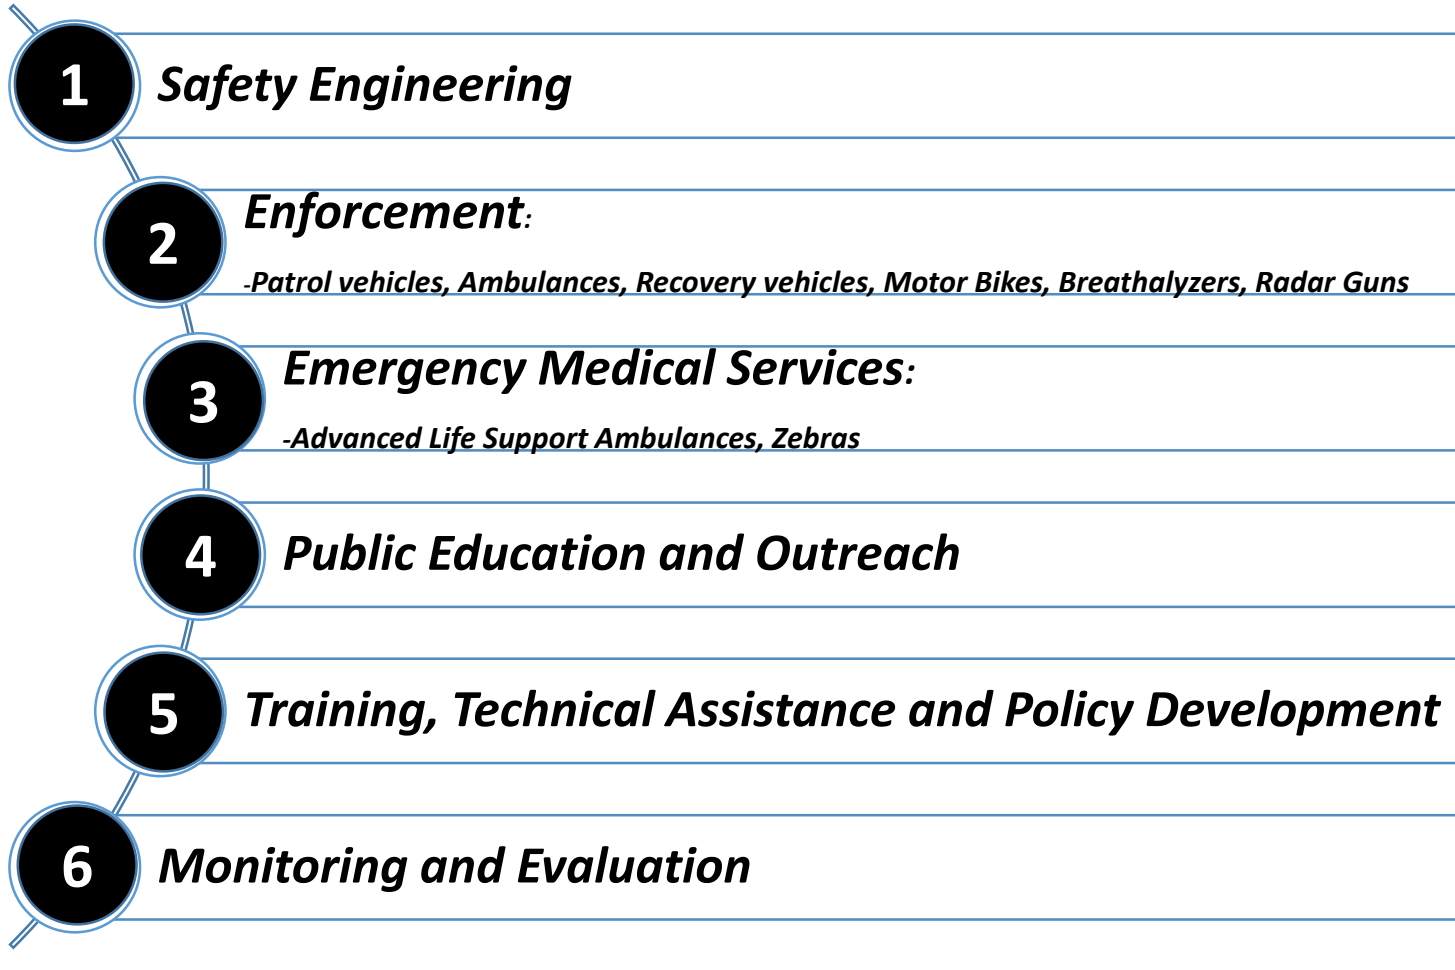 1 Safety Engineering
2 Enforcement:
-Patrol vehicles, Ambulances, Recovery vehicles, Motor Bikes, Breathalyzers, Radar Guns
3 Emergency Medical Services:
-Advanced Life Support Ambulances, Zebras
4 Public Education and Outreach
5 Training, Technical Assistance and Policy Development
6 Monitoring and Evaluation